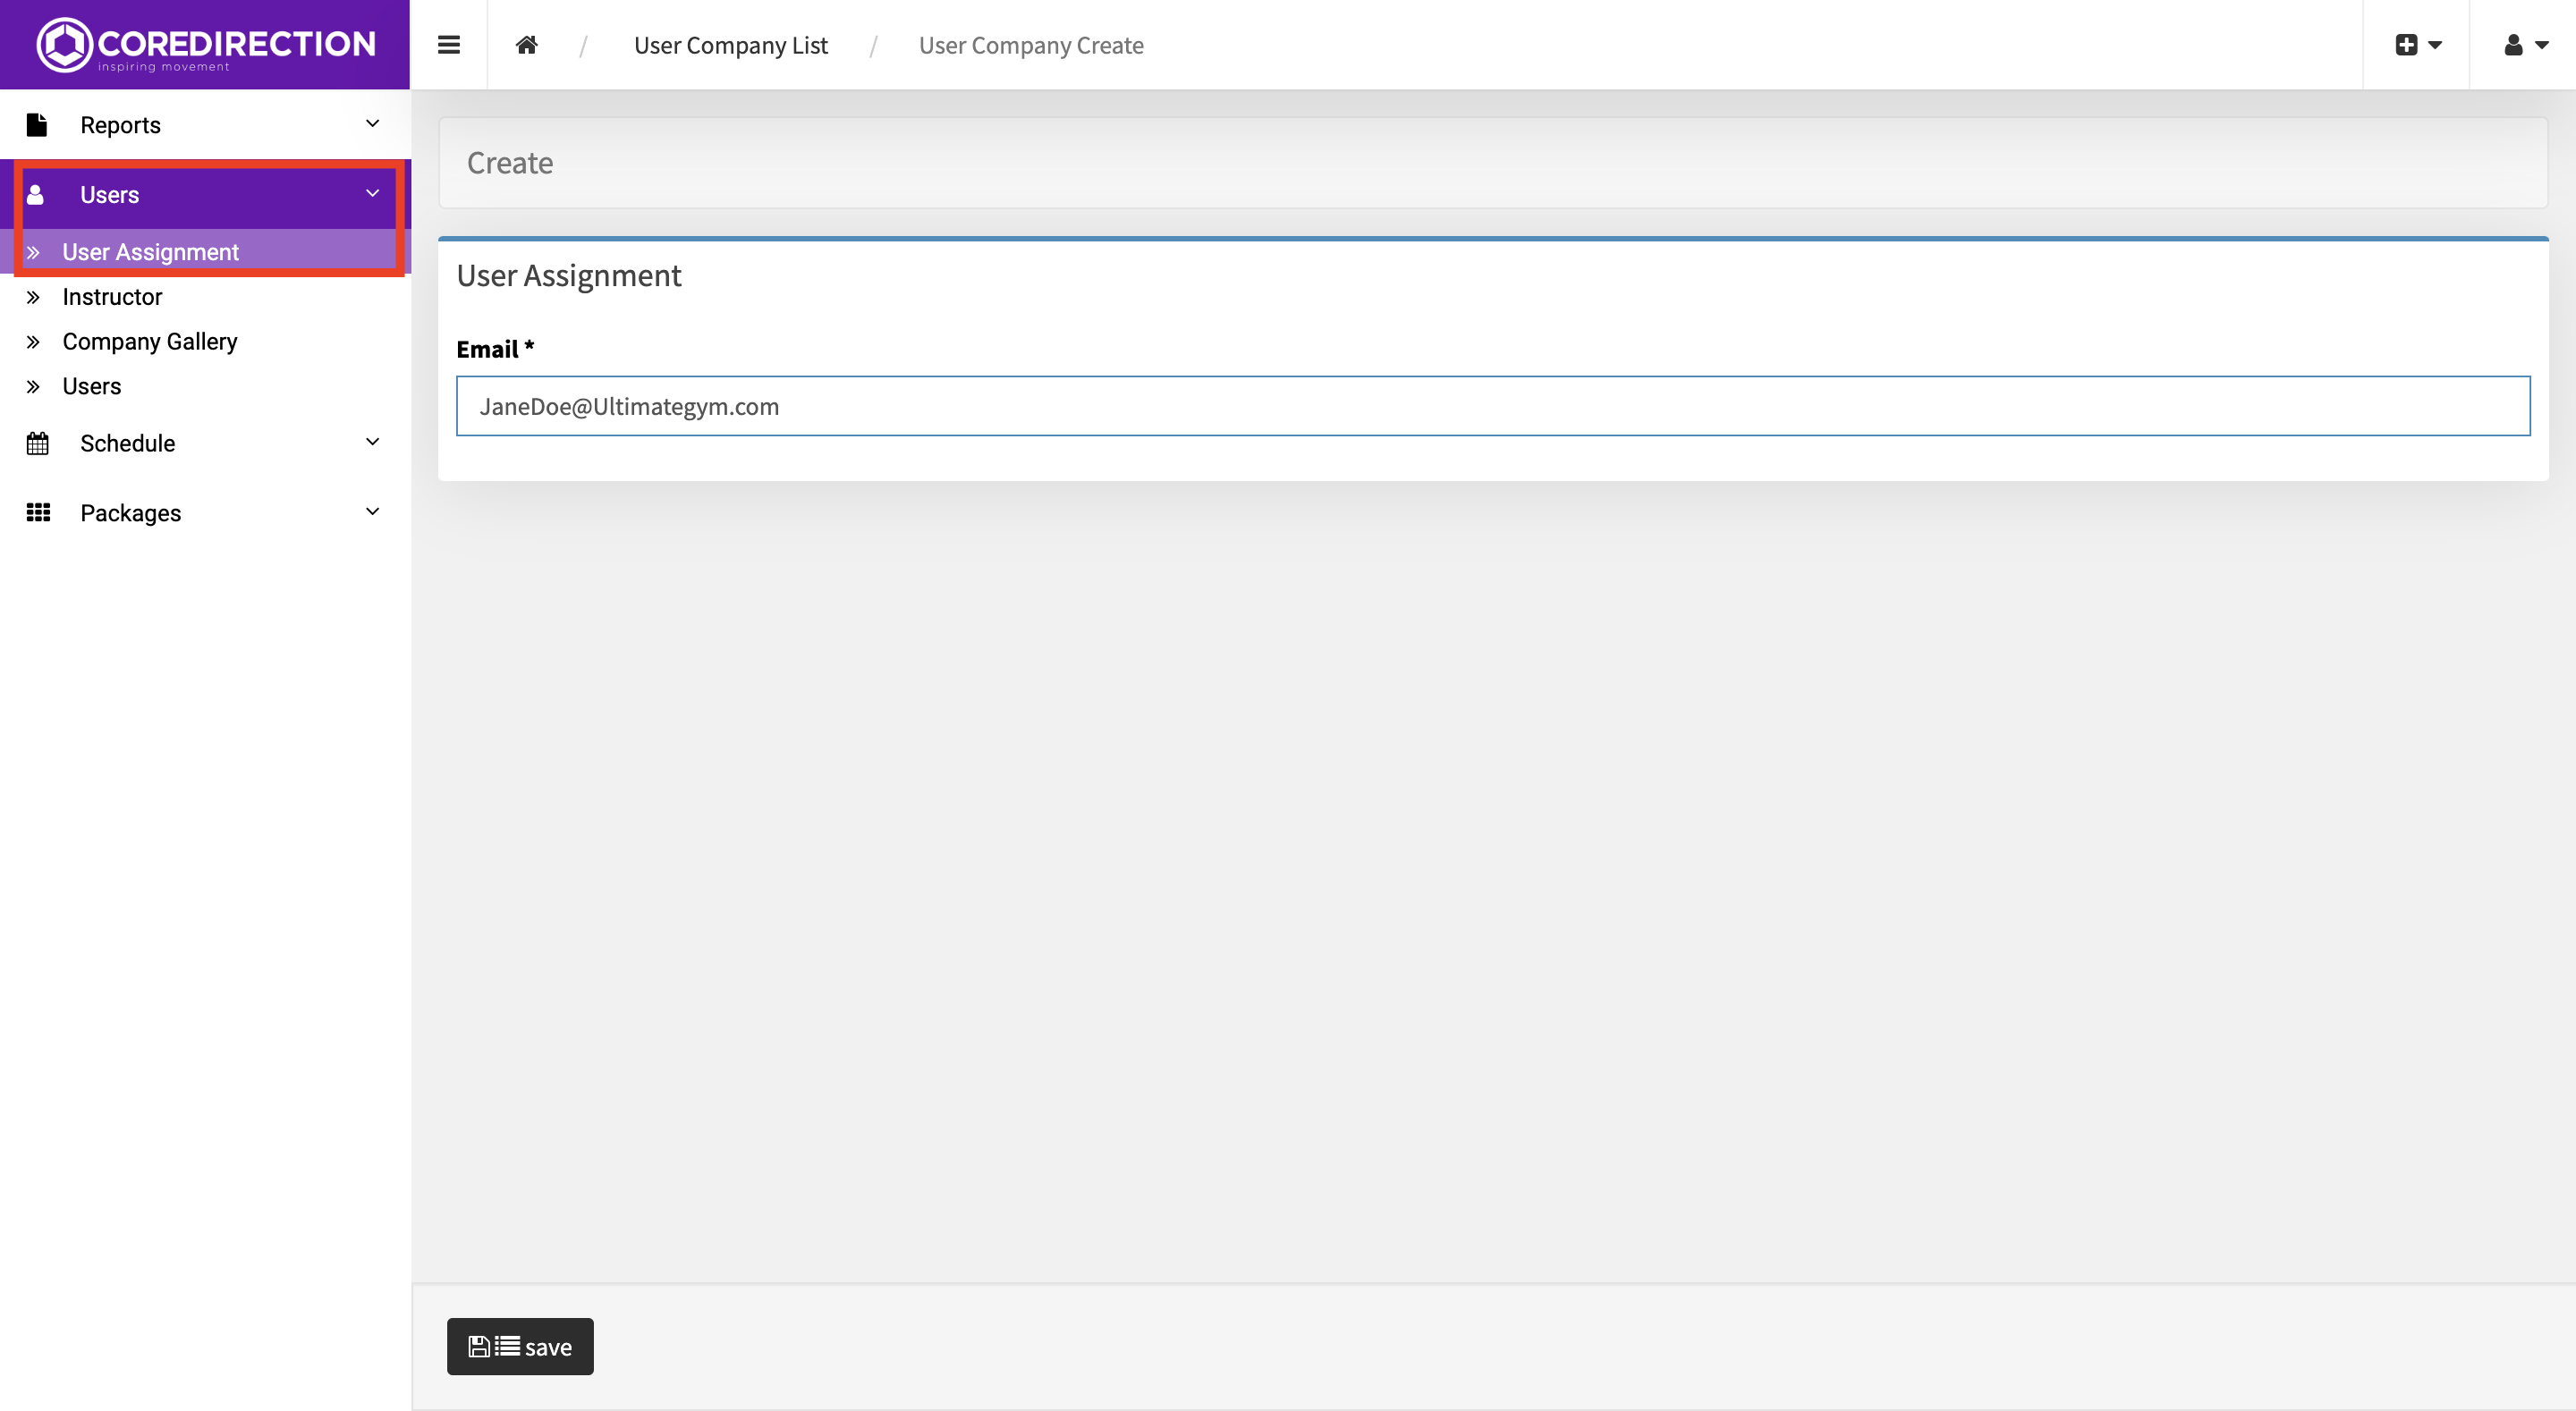 COREDIRECTION
inspiring movement
/ User Company List / User Company Create
Reports
Users
User Assignment
Instructor
Company Gallery
Users
Schedule
Packages
Create
User Assignment
Email *
JaneDoe@Ultimategym.com
save